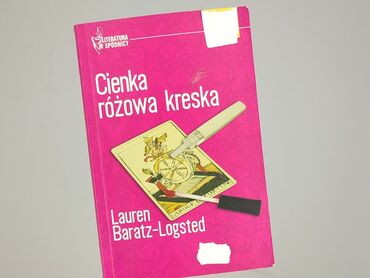 LITERATURA
W SPÓDNICY
Cienka
różowa kreska
Lauren
Baratz-Logsted